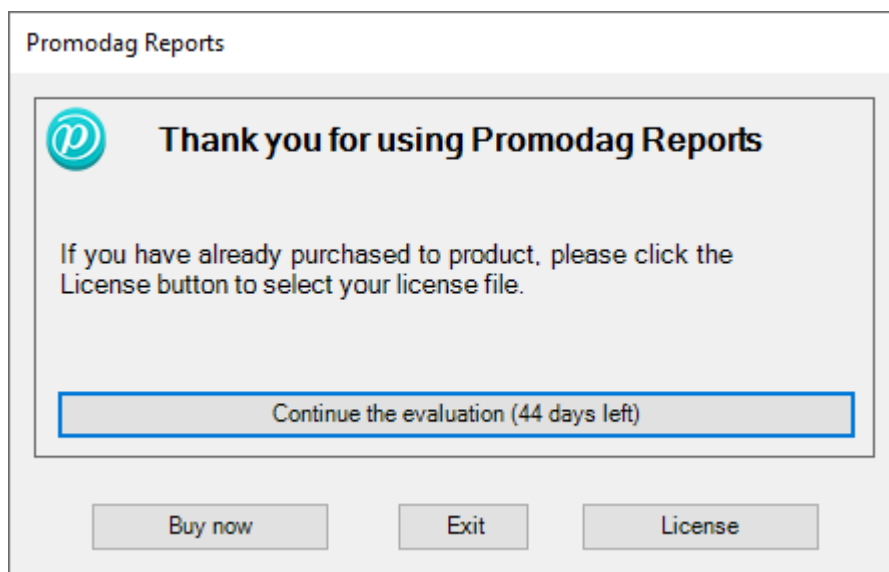 Promodag Reports
Thank you for using Promodag Reports
If you have already purchased to product, please click the
License button to select your license file.
Continue the evaluation (44 days left)
Buy now
Exit
License